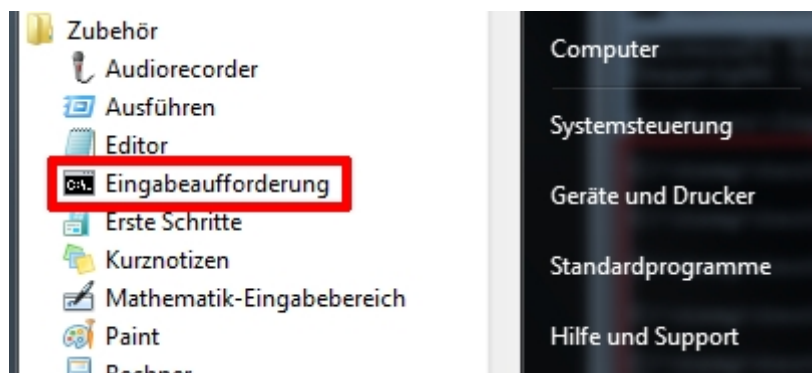 Zubehör
Audiorecorder
Ausführen
Editor
Eingabeaufforderung
Erste Schritte
Kurznotizen
Mathematik-Eingabebereich
Paint
Rechner
Computer
Systemsteuerung
Geräte und Drucker
Standardprogramme
Hilfe und Support